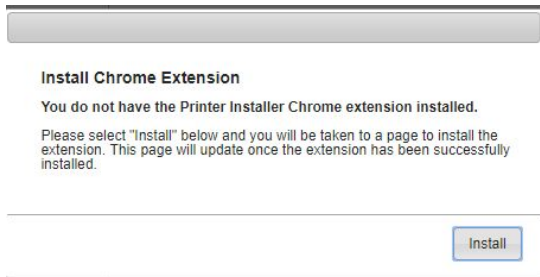 Install Chrome Extension
You do not have the Printer Installer Chrome extension installed.
Please select "Install" below and you will be taken to a page to install the
extension. This page will update once the extension has been successfully
installed.
Install